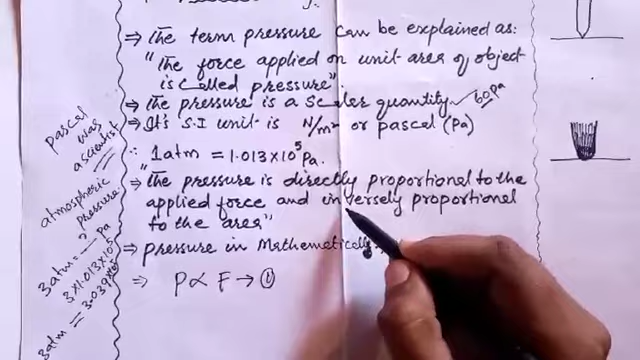 ⇒ The term pressure can be explained as:
"The force applied on unit area of object
is called pressure".
⇒ The pressure is a Scaler quantity ✓ 60Pa
⇒ It's S.I unit is N/m² or pascal (Pa)
∴ 1atm = 1.013×10⁵ Pa.
⇒ "The pressure is directly proportional to the
applied force and inversely proportional
to the area"
⇒ pressure in Mathematically
⇒ P ∝ F → ①
pascal
was
a scientist
atmospheric
pressure.
3atm = ? Pa
3×1.013×10⁵
3atm = 3.039×10⁵